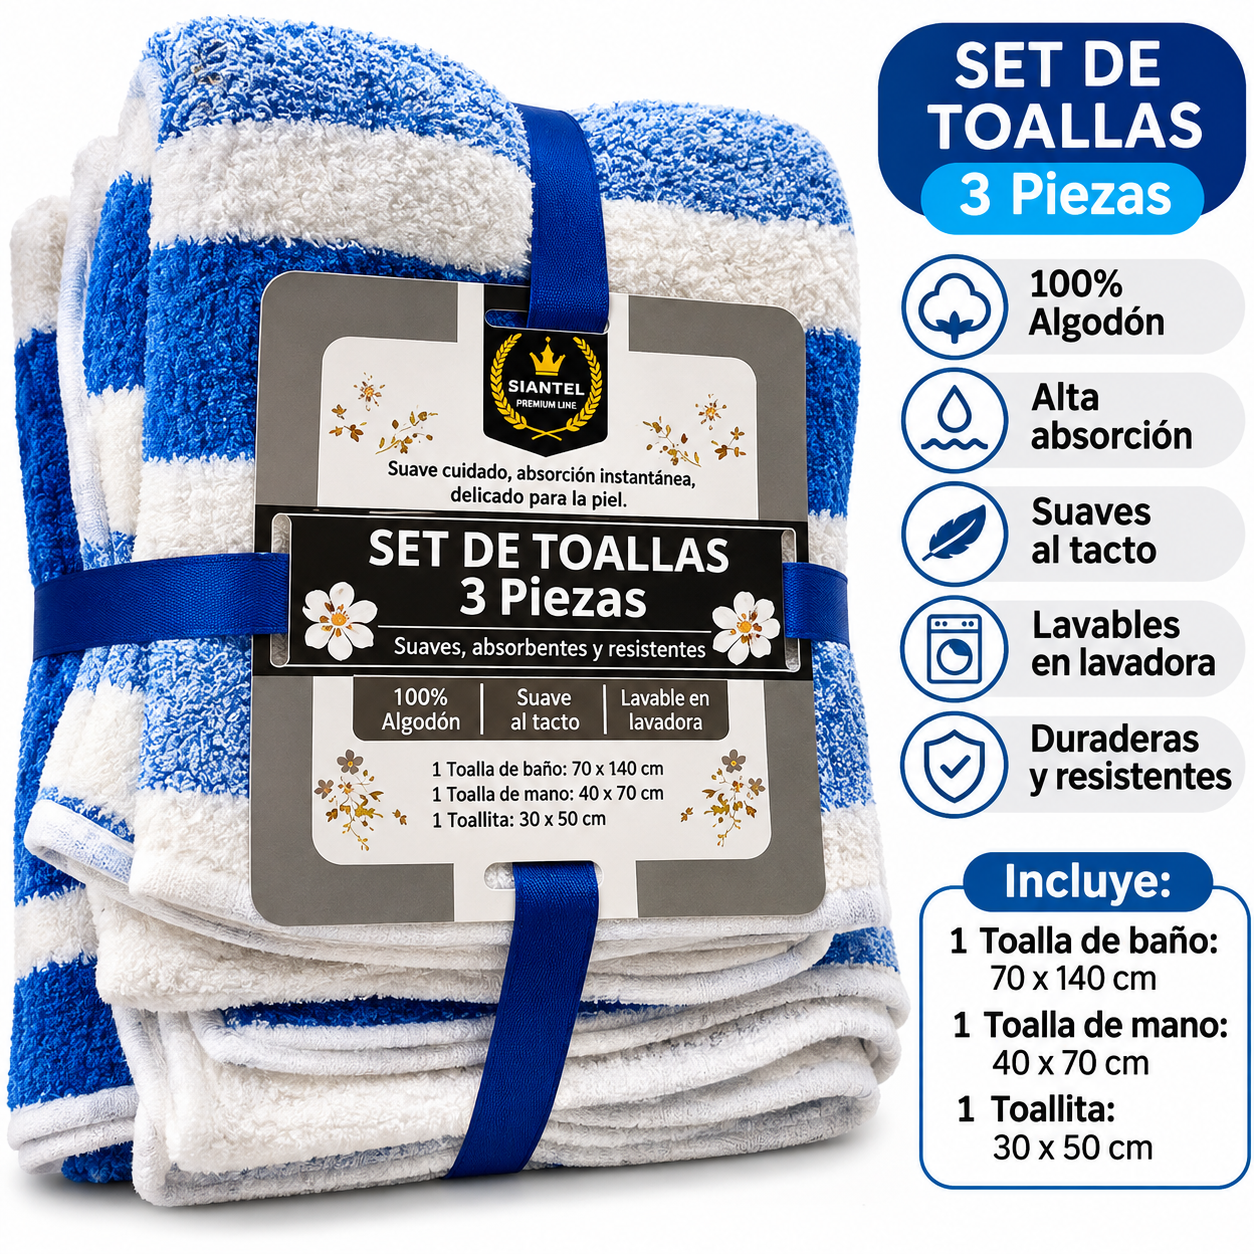 SIANTEL
PREMIUM LINE
Suave cuidado, absorción instantánea,
delicado para la piel.
SET DE TOALLAS
3 Piezas
Suaves, absorbentes y resistentes
100%
Algodón
Suave
al tacto
Lavable en
lavadora
1 Toalla de baño: 70 x 140 cm
1 Toalla de mano: 40 x 70 cm
1 Toallita: 30 x 50 cm
SET DE
TOALLAS
3 Piezas
100%
Algodón
Alta
absorción
Suaves
al tacto
Lavables
en lavadora
Duraderas
y resistentes
Incluye:
1 Toalla de baño:
70 x 140 cm
1 Toalla de mano:
40 x 70 cm
1 Toallita:
30 x 50 cm